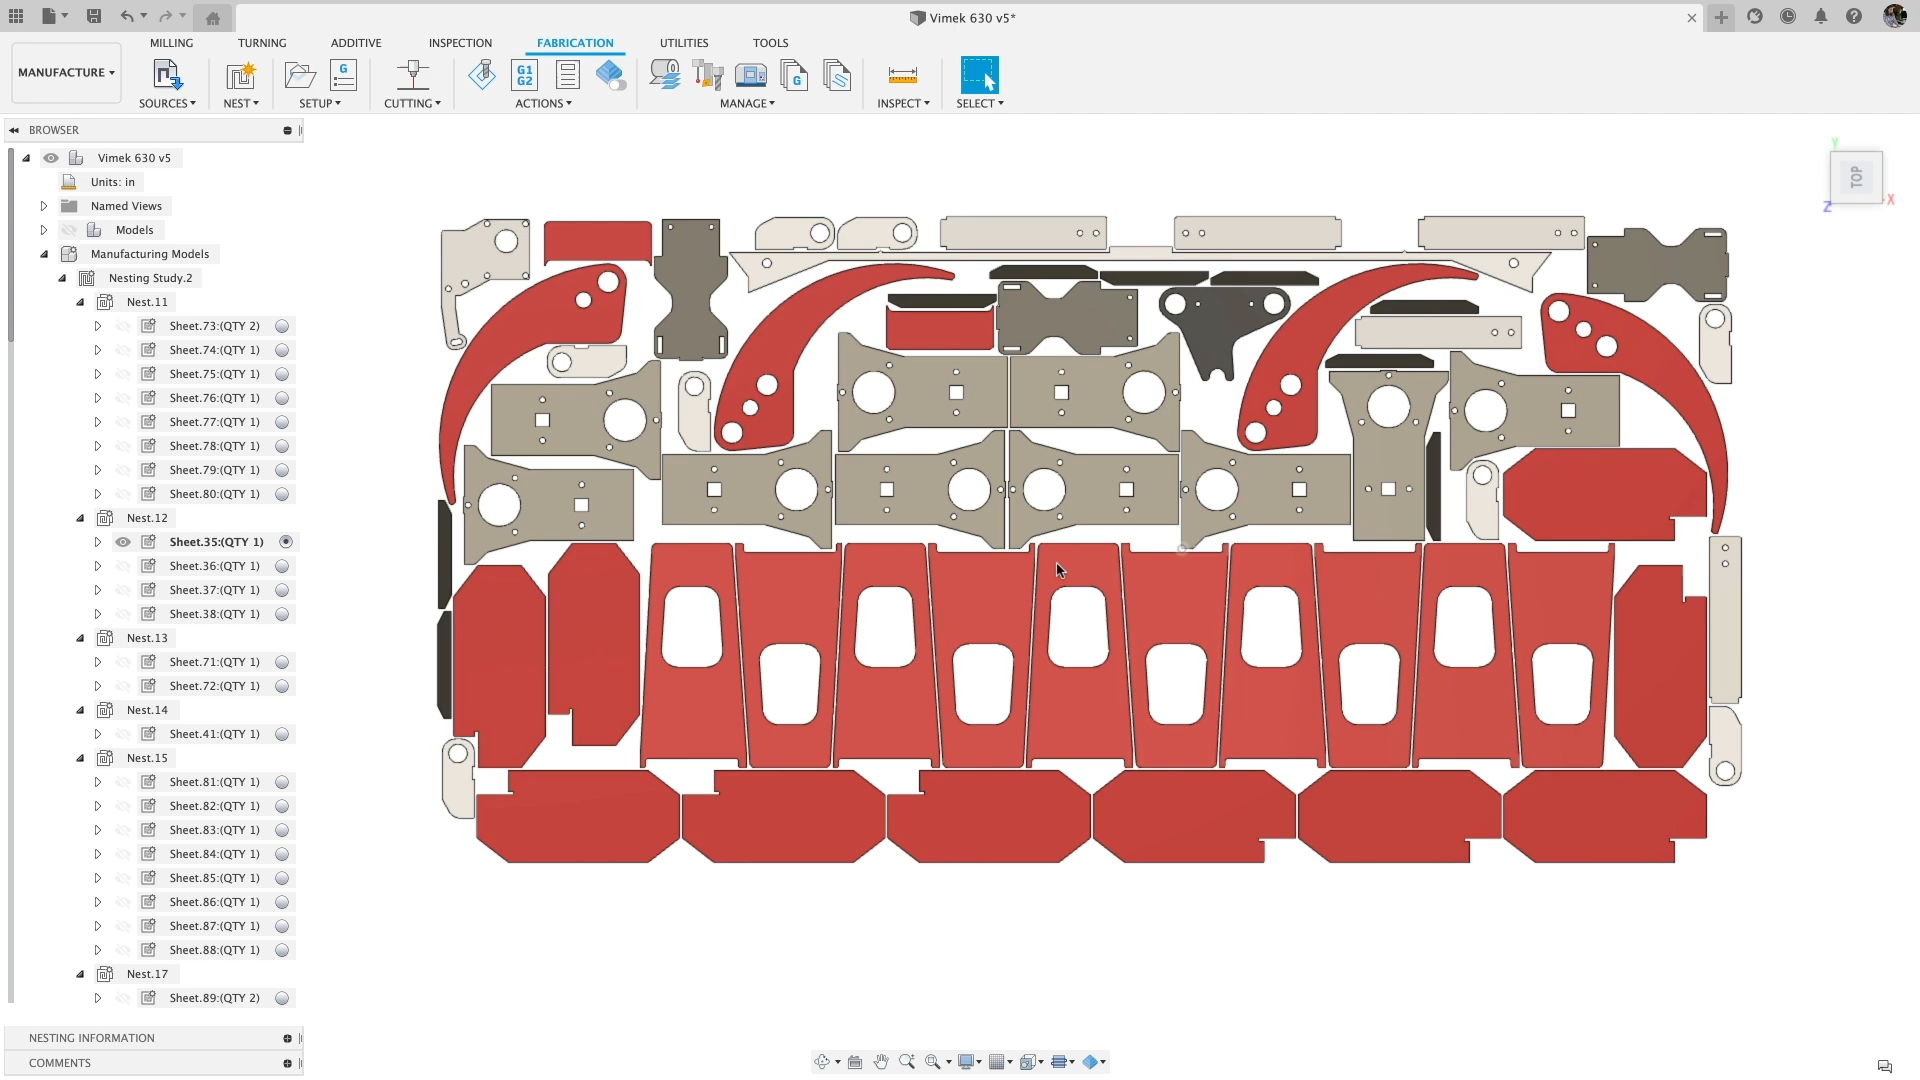 Vimek 630 v5*
MILLING TURNING ADDITIVE INSPECTION FABRICATION UTILITIES TOOLS
MANUFACTURE
G
G1
G2
G
SOURCES NEST SETUP CUTTING ACTIONS MANAGE INSPECT SELECT
BROWSER
Vimek 630 v5
Units: in
Named Views
Models
Manufacturing Models
Nesting Study.2
Nest.11
Sheet.73:(QTY 2)
Sheet.74:(QTY 1)
Sheet.75:(QTY 1)
Sheet.76:(QTY 1)
Sheet.77:(QTY 1)
Sheet.78:(QTY 1)
Sheet.79:(QTY 1)
Sheet.80:(QTY 1)
Nest.12
Sheet.35:(QTY 1)
Sheet.36:(QTY 1)
Sheet.37:(QTY 1)
Sheet.38:(QTY 1)
Nest.13
Sheet.71:(QTY 1)
Sheet.72:(QTY 1)
Nest.14
Sheet.41:(QTY 1)
Nest.15
Sheet.81:(QTY 1)
Sheet.82:(QTY 1)
Sheet.83:(QTY 1)
Sheet.84:(QTY 1)
Sheet.85:(QTY 1)
Sheet.86:(QTY 1)
Sheet.87:(QTY 1)
Sheet.88:(QTY 1)
Nest.17
Sheet.89:(QTY 2)
NESTING INFORMATION
COMMENTS
Y
TOP
X
Z